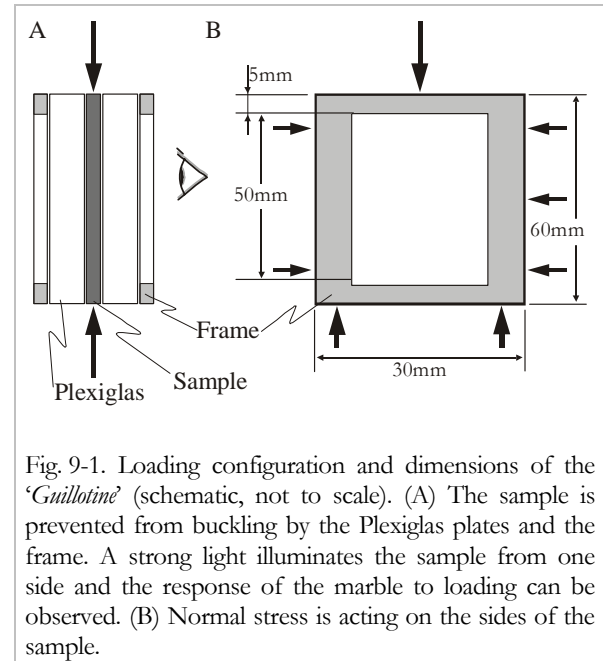 A
B
5mm
50mm
60mm
Frame
Sample
Plexiglas
30mm
Fig. 9-1. Loading configuration and dimensions of the
‘Guillotine’ (schematic, not to scale). (A) The sample is
prevented from buckling by the Plexiglas plates and the
frame. A strong light illuminates the sample from one
side and the response of the marble to loading can be
observed. (B) Normal stress is acting on the sides of the
sample.